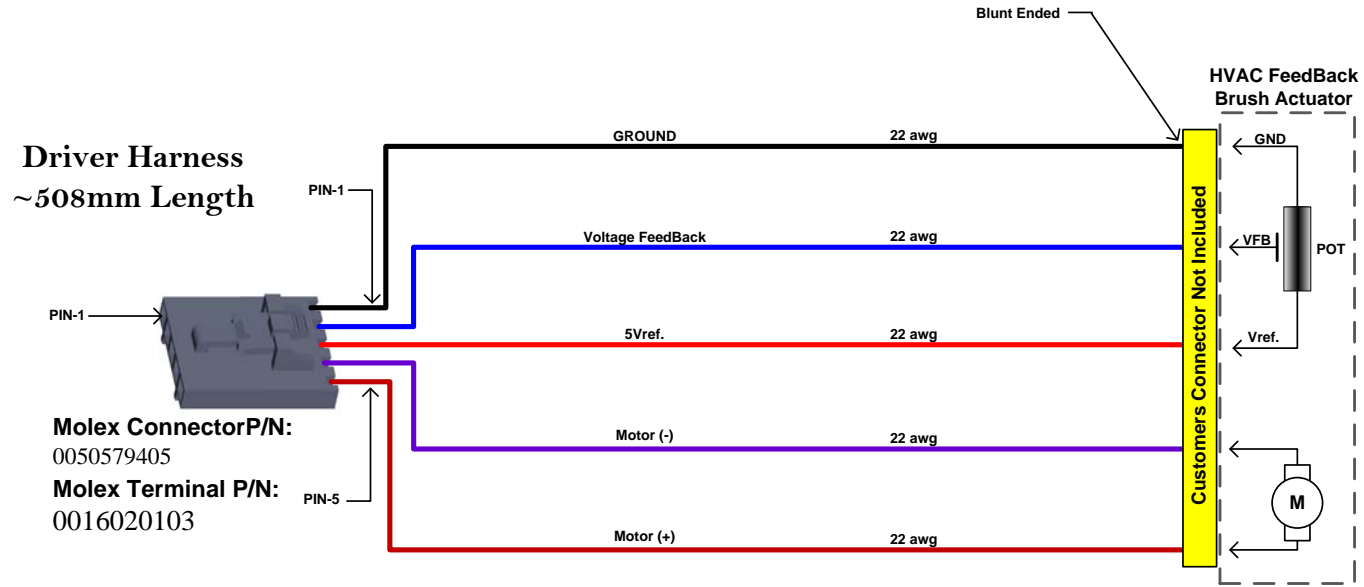 Blunt Ended
HVAC FeedBack
Brush Actuator
Driver Harness
~508mm Length
PIN-1
GROUND
22 awg
GND
Voltage FeedBack
22 awg
VFB
POT
PIN-1
5Vref.
22 awg
Vref.
Customers Connector Not Included
Molex ConnectorP/N:
0050579405
Molex Terminal P/N:
0016020103
PIN-5
Motor (-)
22 awg
M
Motor (+)
22 awg